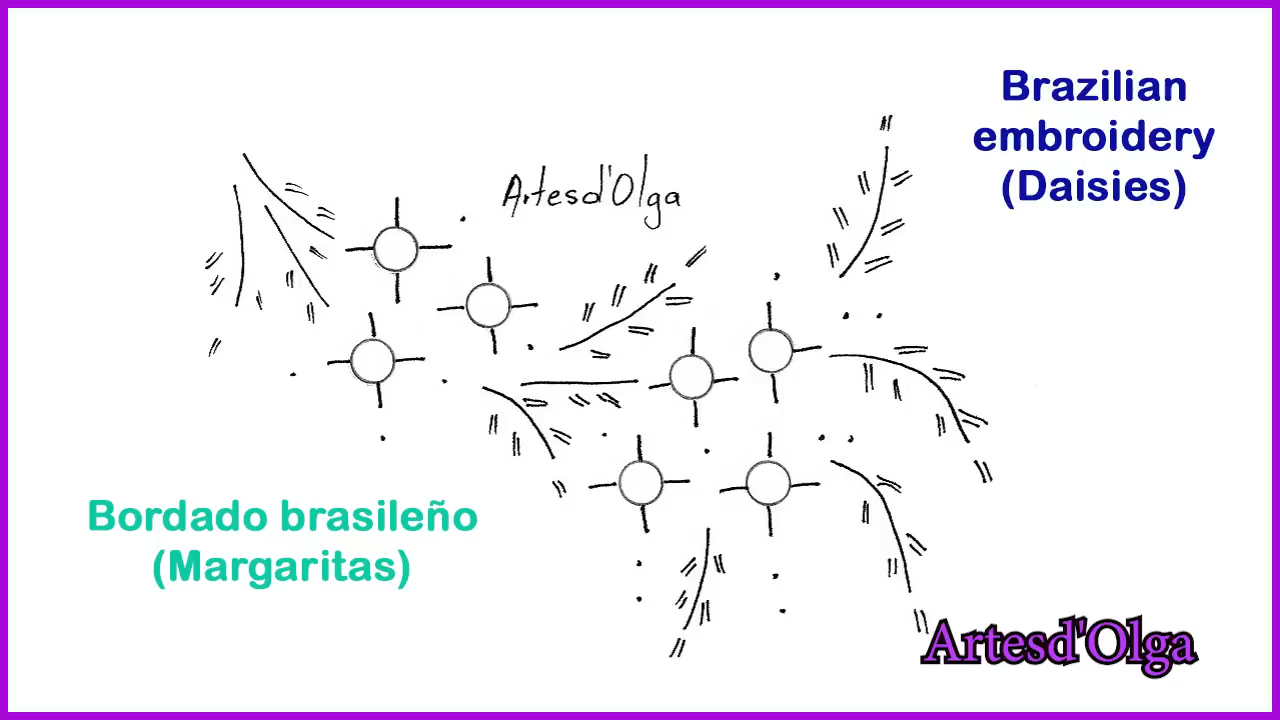 Brazilian
embroidery
(Daisies)
Artesd'Olga
Bordado brasileño
(Margaritas)
Artesd'Olga